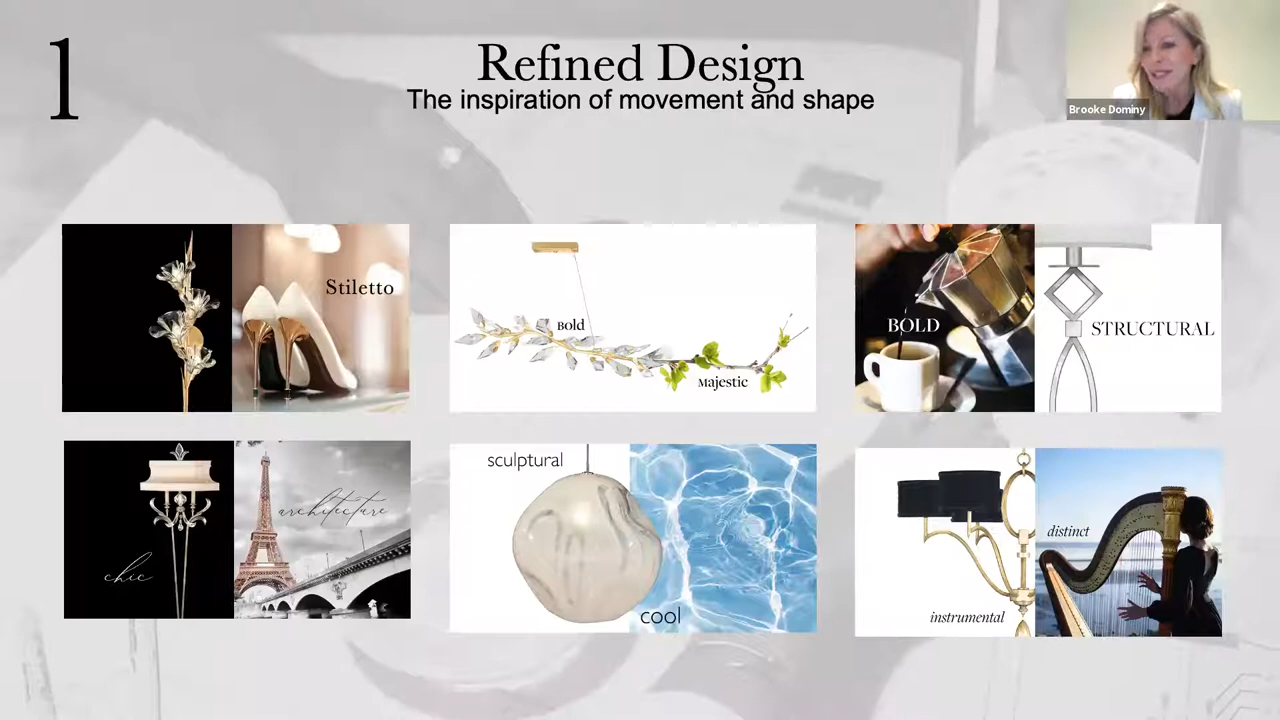 1
Refined Design
The inspiration of movement and shape
Brooke Dominy
Stiletto
Bold
Majestic
BOLD
STRUCTURAL
chic
architecture
sculptural
cool
distinct
instrumental